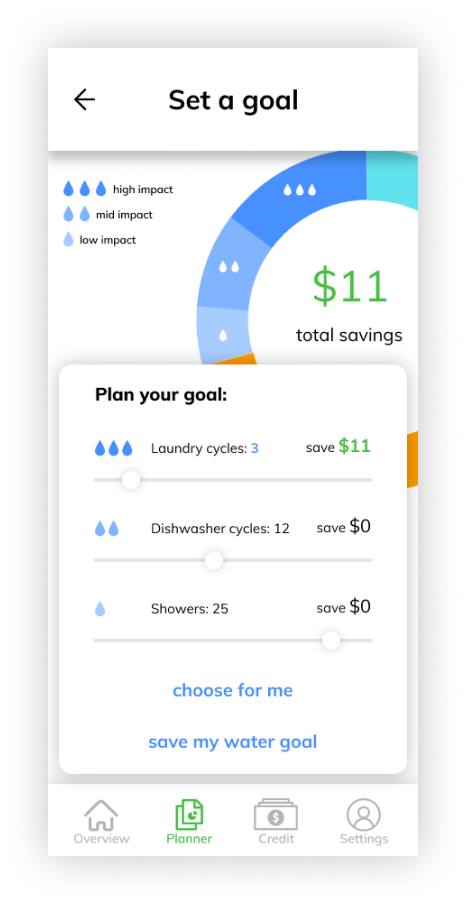 Set a goal
high impact
mid impact
low impact
$11
total savings
Plan your goal:
Laundry cycles: 3 save $11
Dishwasher cycles: 12 save $0
Showers: 25 save $0
choose for me
save my water goal
Overview Planner Credit Settings